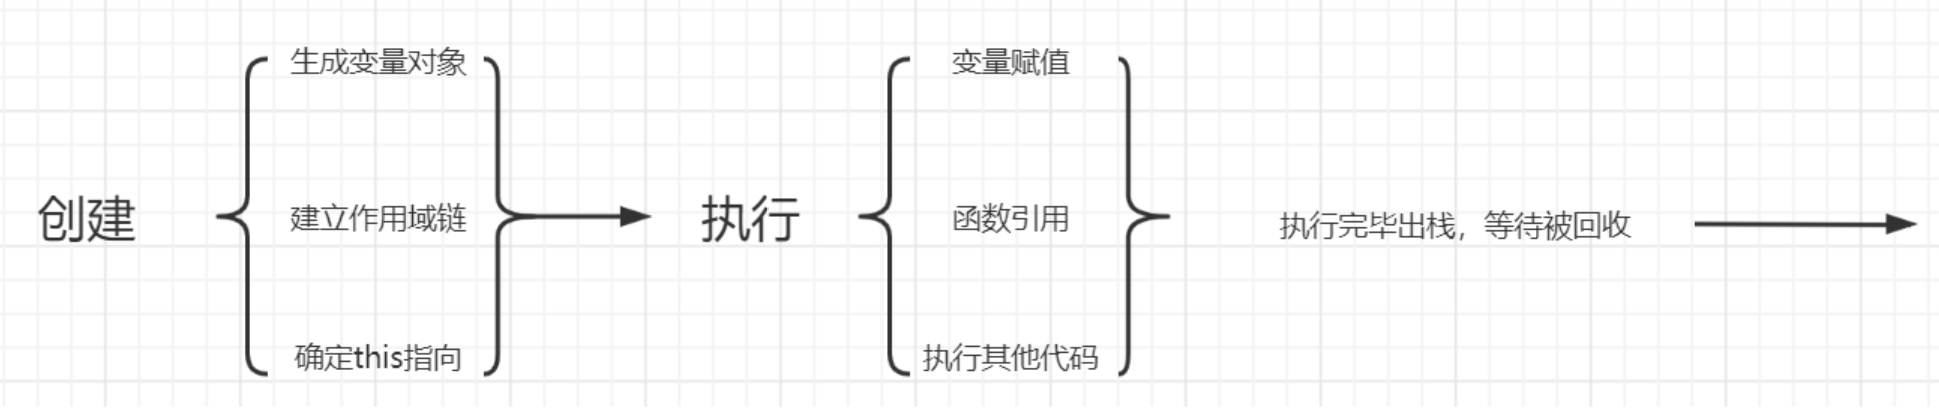 创建
生成变量对象
建立作用域链
确定this指向
执行
变量赋值
函数引用
执行其他代码
执行完毕出栈，等待被回收